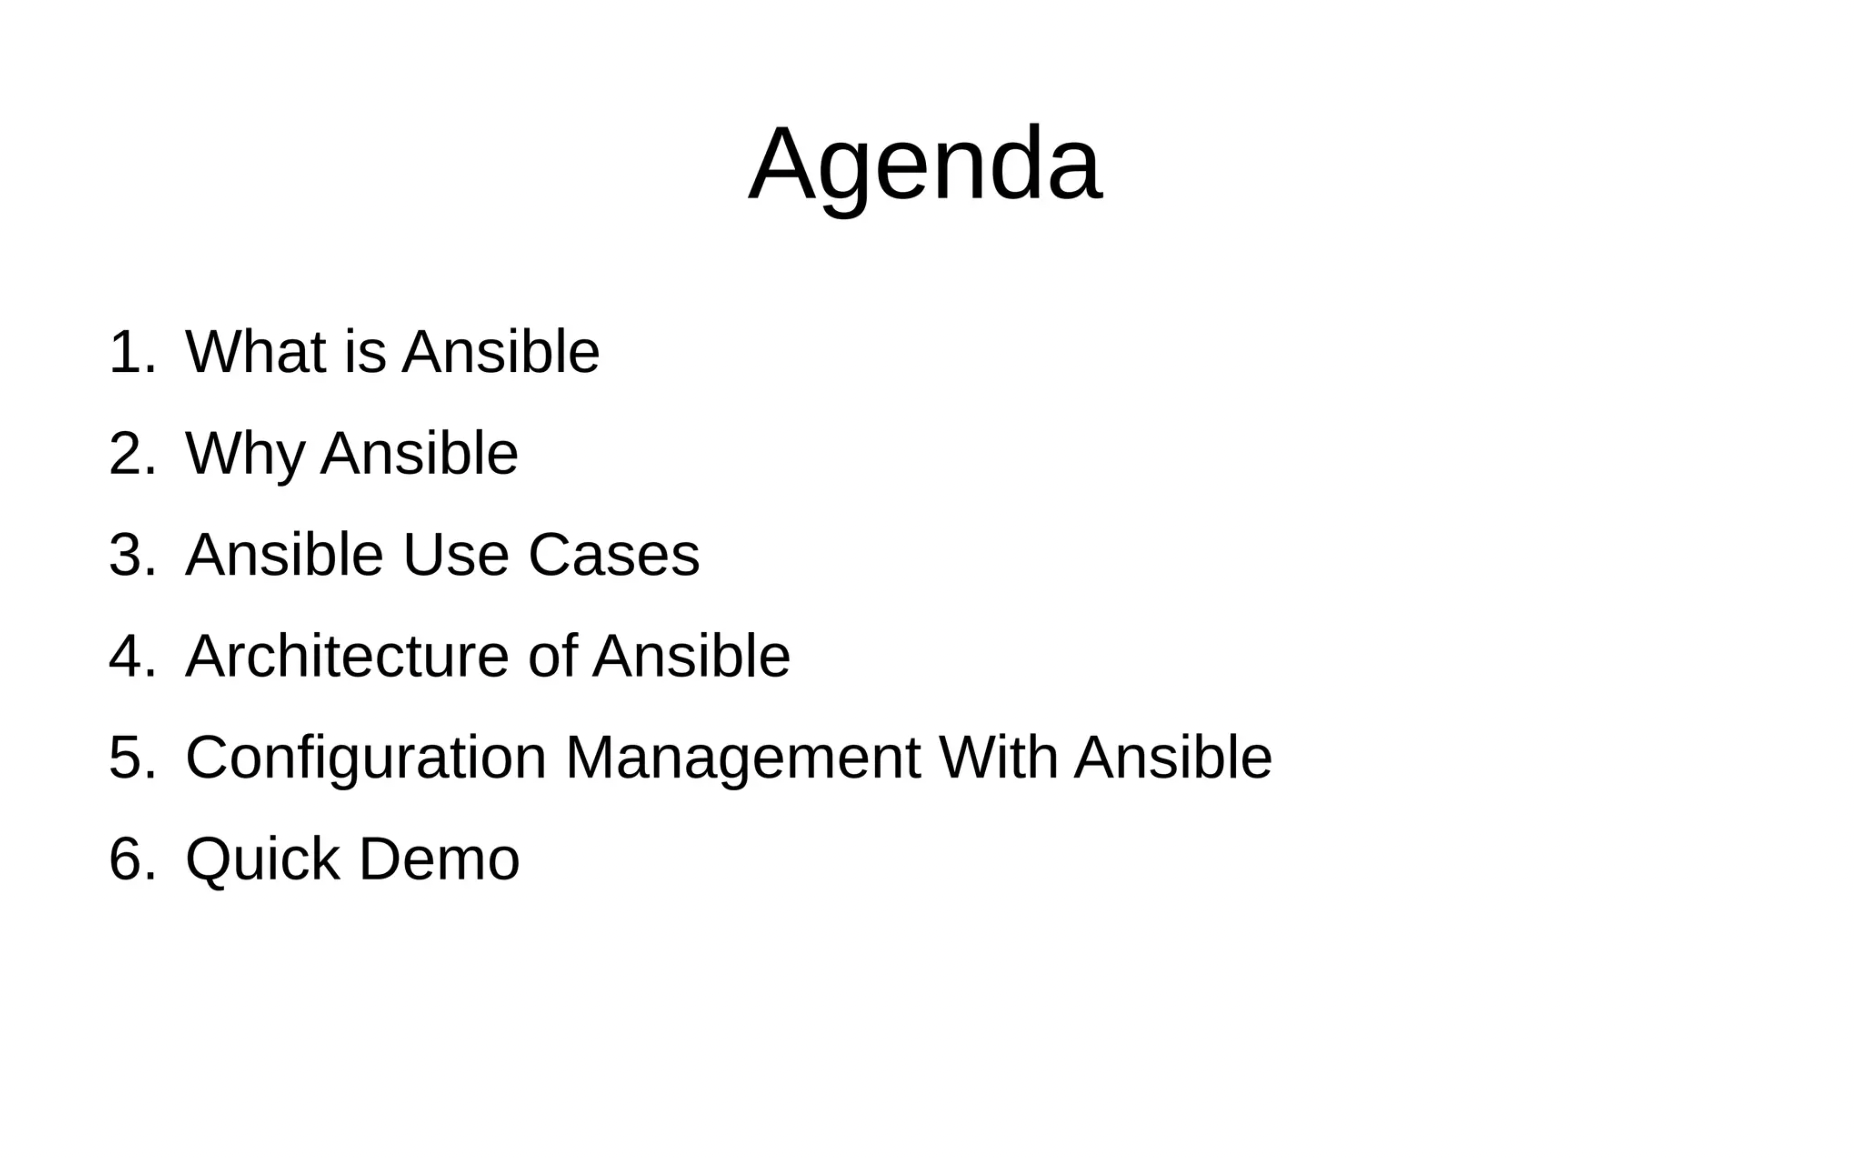 Agenda
1. What is Ansible
2. Why Ansible
3. Ansible Use Cases
4. Architecture of Ansible
5. Configuration Management With Ansible
6. Quick Demo